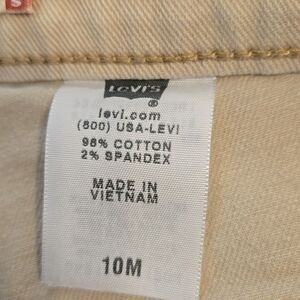 S
LEVI'S
®
levi.com
(800) USA-LEVI
98% COTTON
2% SPANDEX
MADE IN
VIETNAM
10M